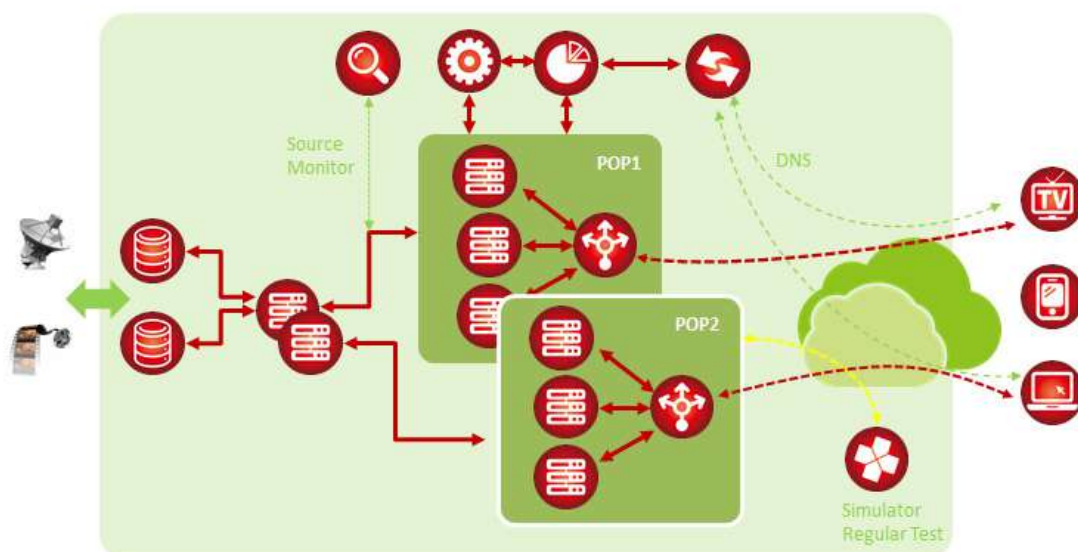 Source
Monitor
POP1
DNS
TV
POP2
Simulator
Regular Test